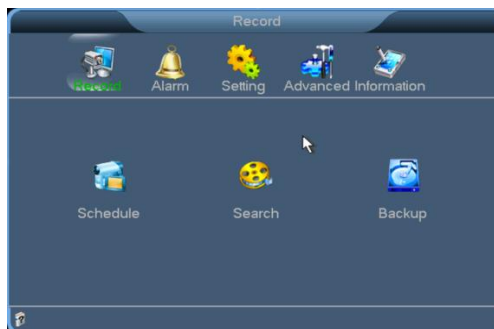 Record
Record Alarm Setting Advanced Information
Schedule Search Backup